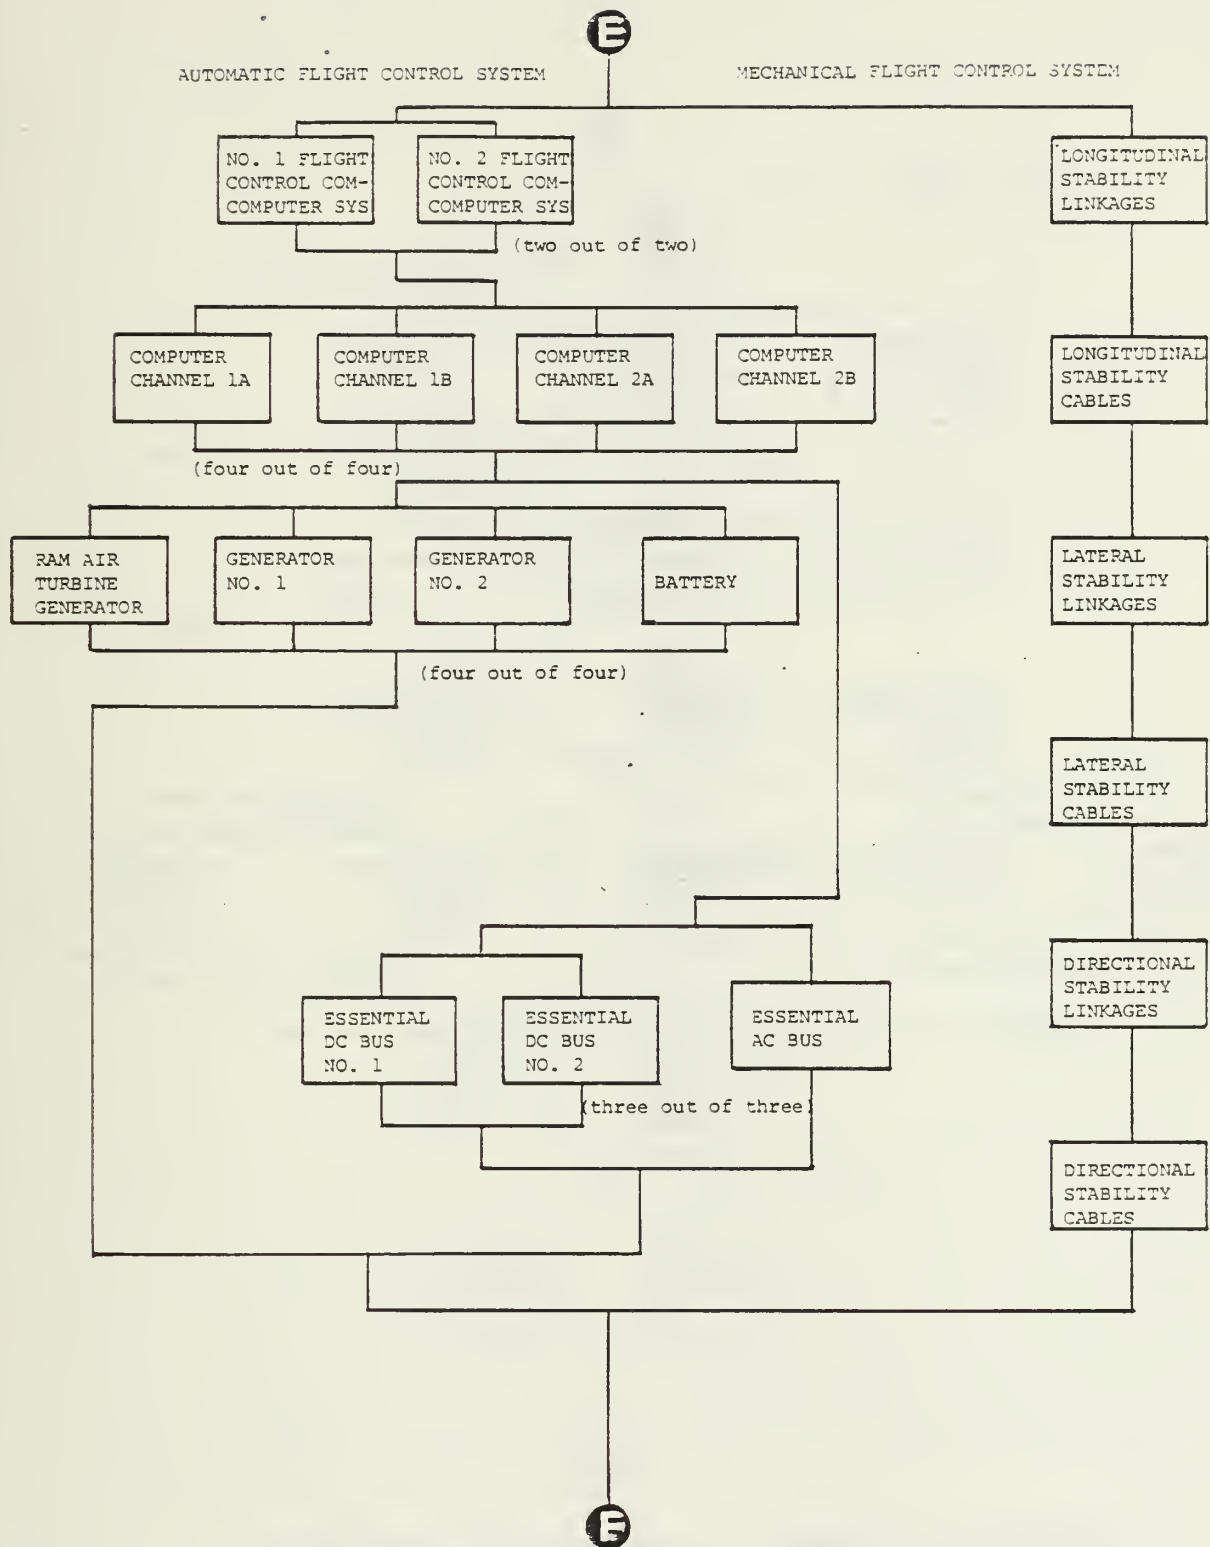 E
AUTOMATIC FLIGHT CONTROL SYSTEM
MECHANICAL FLIGHT CONTROL SYSTEM
NO. 1 FLIGHT
CONTROL COM-
COMPUTER SYS
NO. 2 FLIGHT
CONTROL COM-
COMPUTER SYS
(two out of two)
LONGITUDINAL
STABILITY
LINKAGES
COMPUTER
CHANNEL 1A
COMPUTER
CHANNEL 1B
COMPUTER
CHANNEL 2A
COMPUTER
CHANNEL 2B
(four out of four)
LONGITUDINAL
STABILITY
CABLES
RAM AIR
TURBINE
GENERATOR
GENERATOR
NO. 1
GENERATOR
NO. 2
BATTERY
(four out of four)
LATERAL
STABILITY
LINKAGES
LATERAL
STABILITY
CABLES
ESSENTIAL
DC BUS
NO. 1
ESSENTIAL
DC BUS
NO. 2
ESSENTIAL
AC BUS
(three out of three)
DIRECTIONAL
STABILITY
LINKAGES
DIRECTIONAL
STABILITY
CABLES